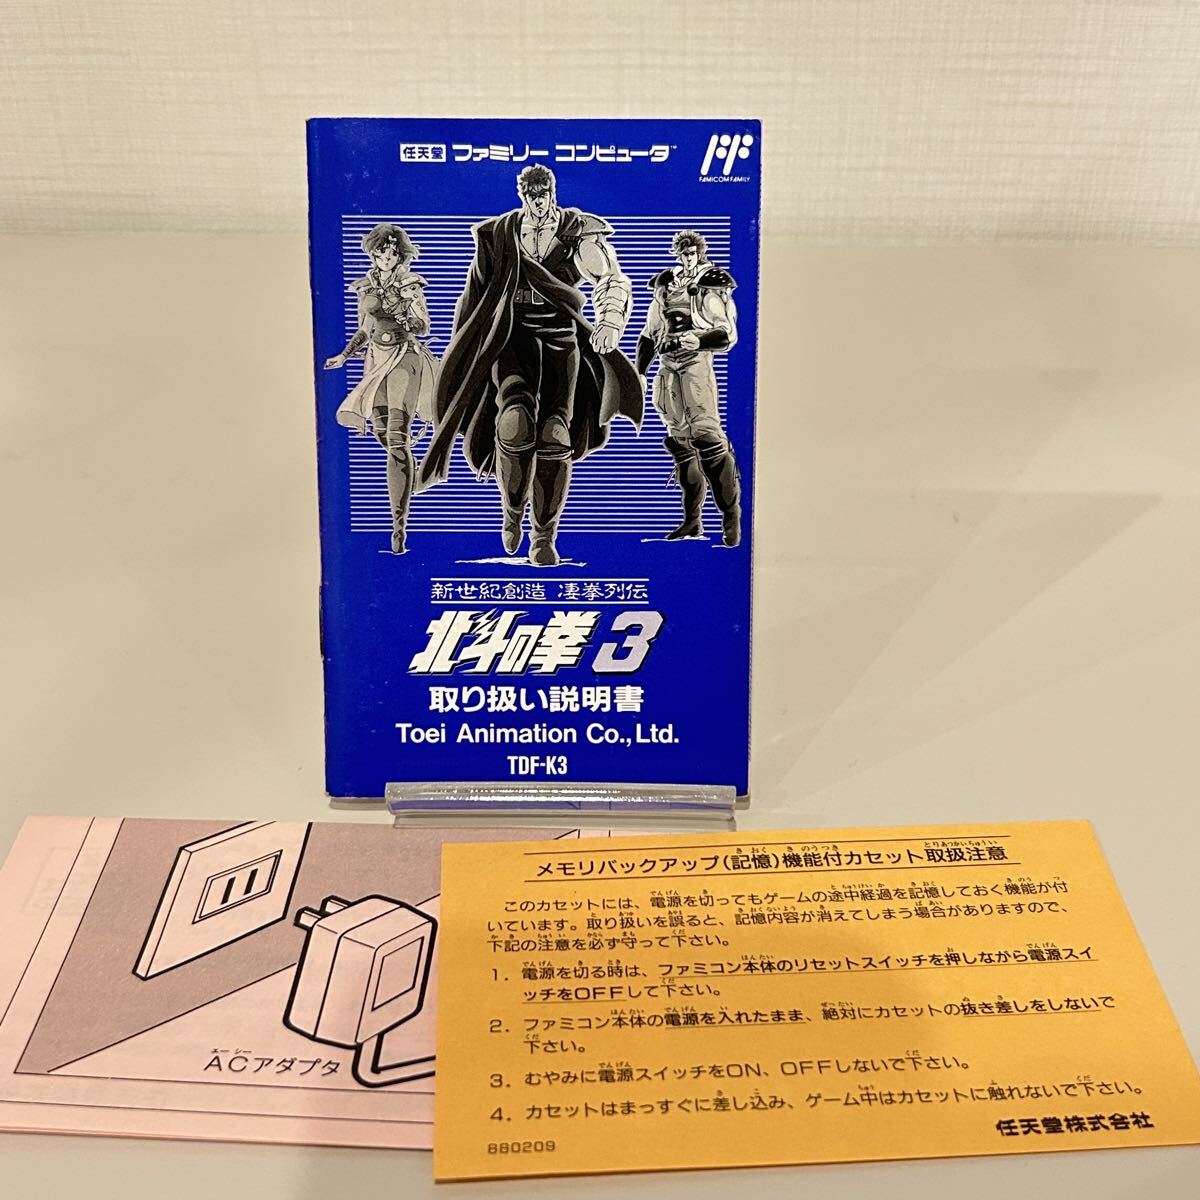 任天堂 ファミリーコンピュータ™
FAMICOM FAMILY
新世紀創造 凄拳列伝
北斗の拳3
取り扱い説明書
Toei Animation Co., Ltd.
TDF-K3
エーシー
ACアダプタ
メモリバックアップ(記憶)機能付カセット取扱注意
このカセットには、電源を切ってもゲームの途中経過を記憶しておく機能が付
いています。取り扱いを誤ると、記憶内容が消えてしまう場合がありますので、
下記の注意を必ず守って下さい。
1. 電源を切る時は、ファミコン本体のリセットスイッチを押しながら電源スイ
ッチをOFFして下さい。
2. ファミコン本体の電源を入れたまま、絶対にカセットの抜き差しをしないで
下さい。
3. むやみに電源スイッチをON、OFFしないで下さい。
4. カセットはまっすぐに差し込み、ゲーム中はカセットに触れないで下さい。
880209
任天堂株式会社